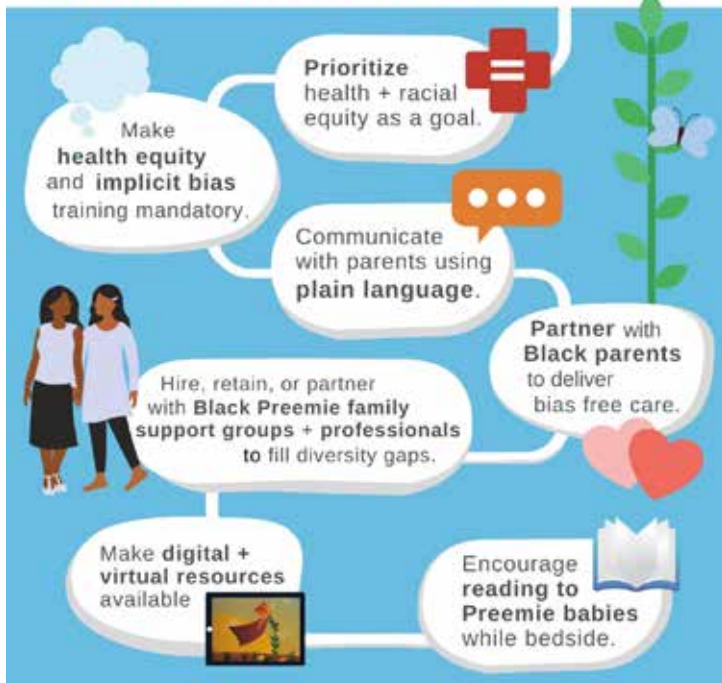 Prioritize
health + racial
equity as a goal.
Make
health equity
and implicit bias
training mandatory.
Communicate
with parents using
plain language.
Partner with
Black parents
to deliver
bias free care.
Hire, retain, or partner
with Black Preemie family
support groups + professionals
to fill diversity gaps.
Make digital +
virtual resources
available
Encourage
reading to
Preemie babies
while bedside.